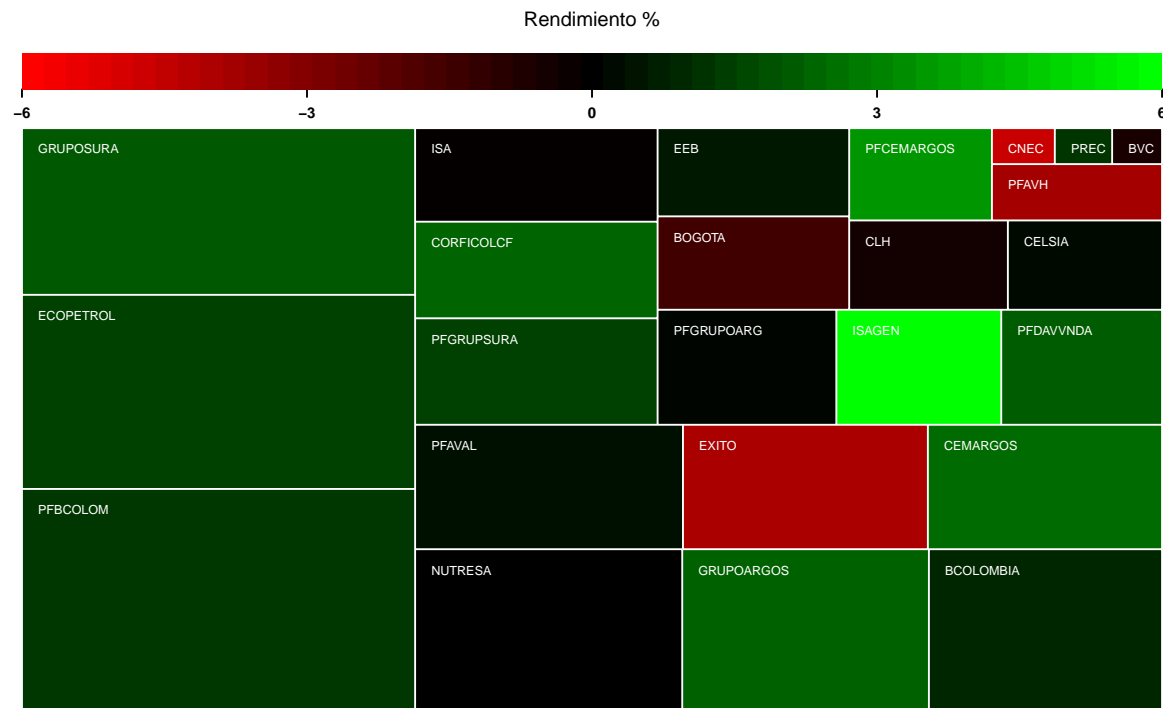 Rendimiento %
−6 −3 0 3 6
GRUPOSURA
ISA
EEB
PFCEMARGOS
CNEC
PREC
BVC
PFAVH
CORFICOLCF
BOGOTA
CLH
CELSIA
ECOPETROL
PFGRUPSURA
PFGRUPOARG
ISAGEN
PFDAVVNDA
PFAVAL
EXITO
CEMARGOS
PFBCOLOM
NUTRESA
GRUPOARGOS
BCOLOMBIA